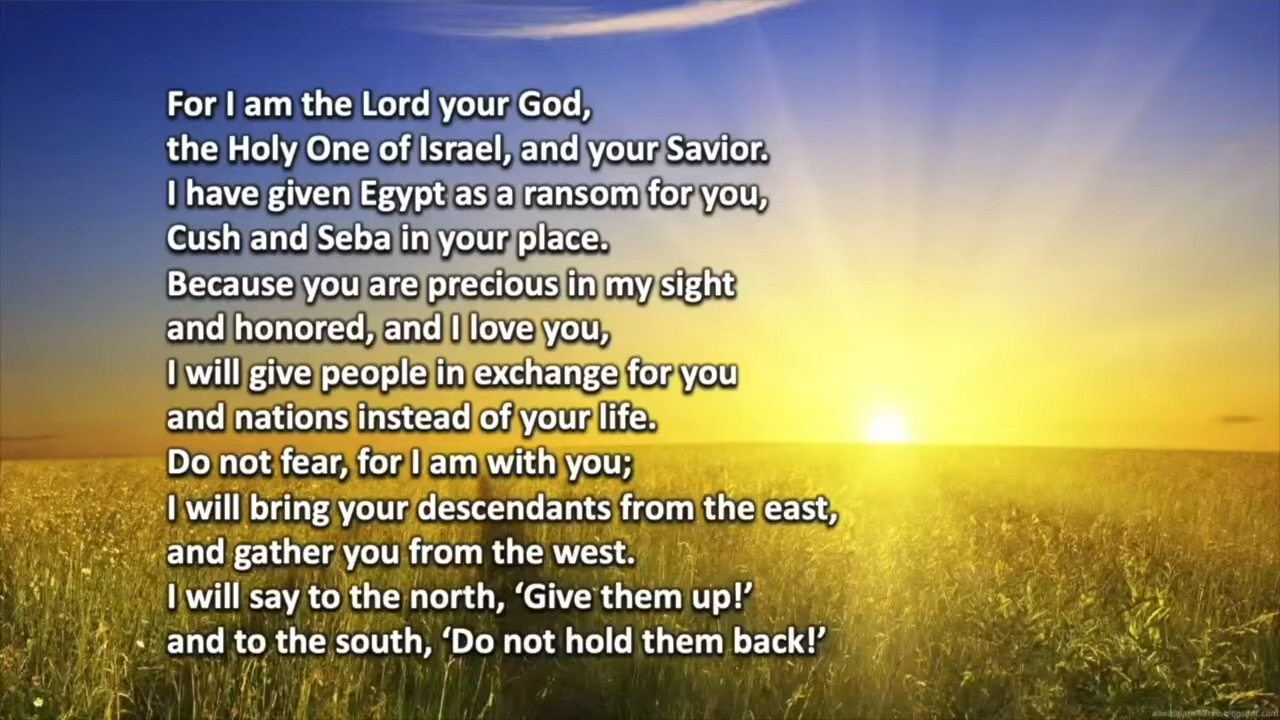 For I am the Lord your God,
the Holy One of Israel, and your Savior.
I have given Egypt as a ransom for you,
Cush and Seba in your place.
Because you are precious in my sight
and honored, and I love you,
I will give people in exchange for you
and nations instead of your life.
Do not fear, for I am with you;
I will bring your descendants from the east,
and gather you from the west.
I will say to the north, ‘Give them up!’
and to the south, ‘Do not hold them back!’